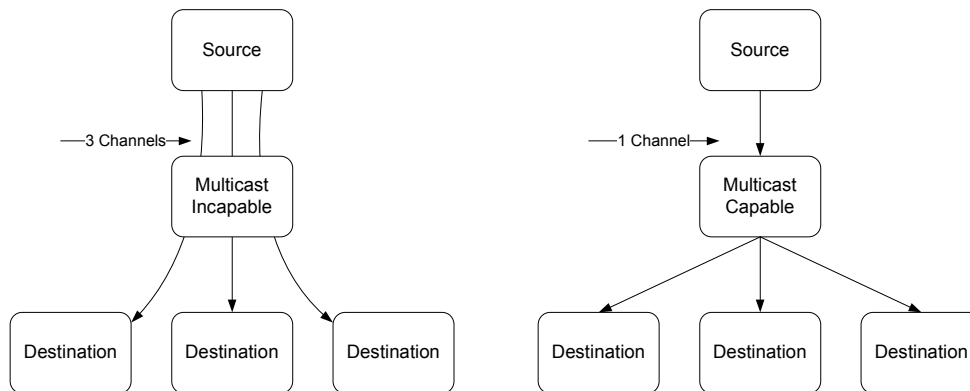 Source
3 Channels
Multicast
Incapable
Destination
Destination
Destination
Source
1 Channel
Multicast
Capable
Destination
Destination
Destination